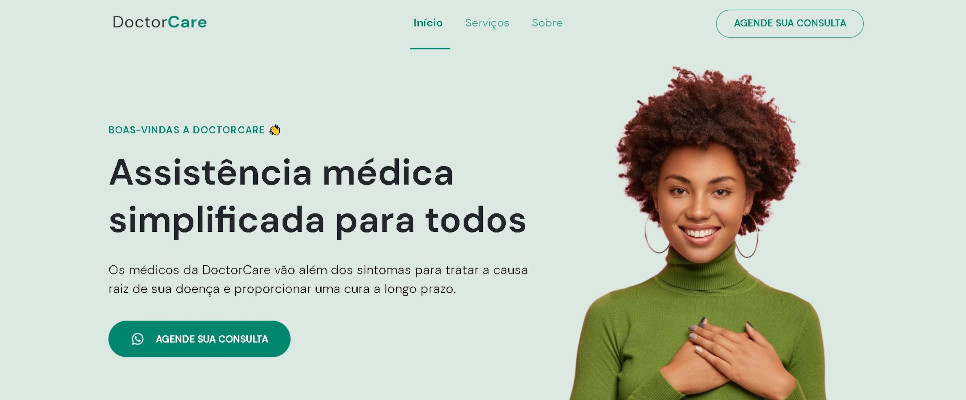 DoctorCare
Início Serviços Sobre
AGENDE SUA CONSULTA
BOAS-VINDAS A DOCTORCARE 👋
Assistência médica
simplificada para todos
Os médicos da DoctorCare vão além dos sintomas para tratar a causa
raiz de sua doença e proporcionar uma cura a longo prazo.
AGENDE SUA CONSULTA